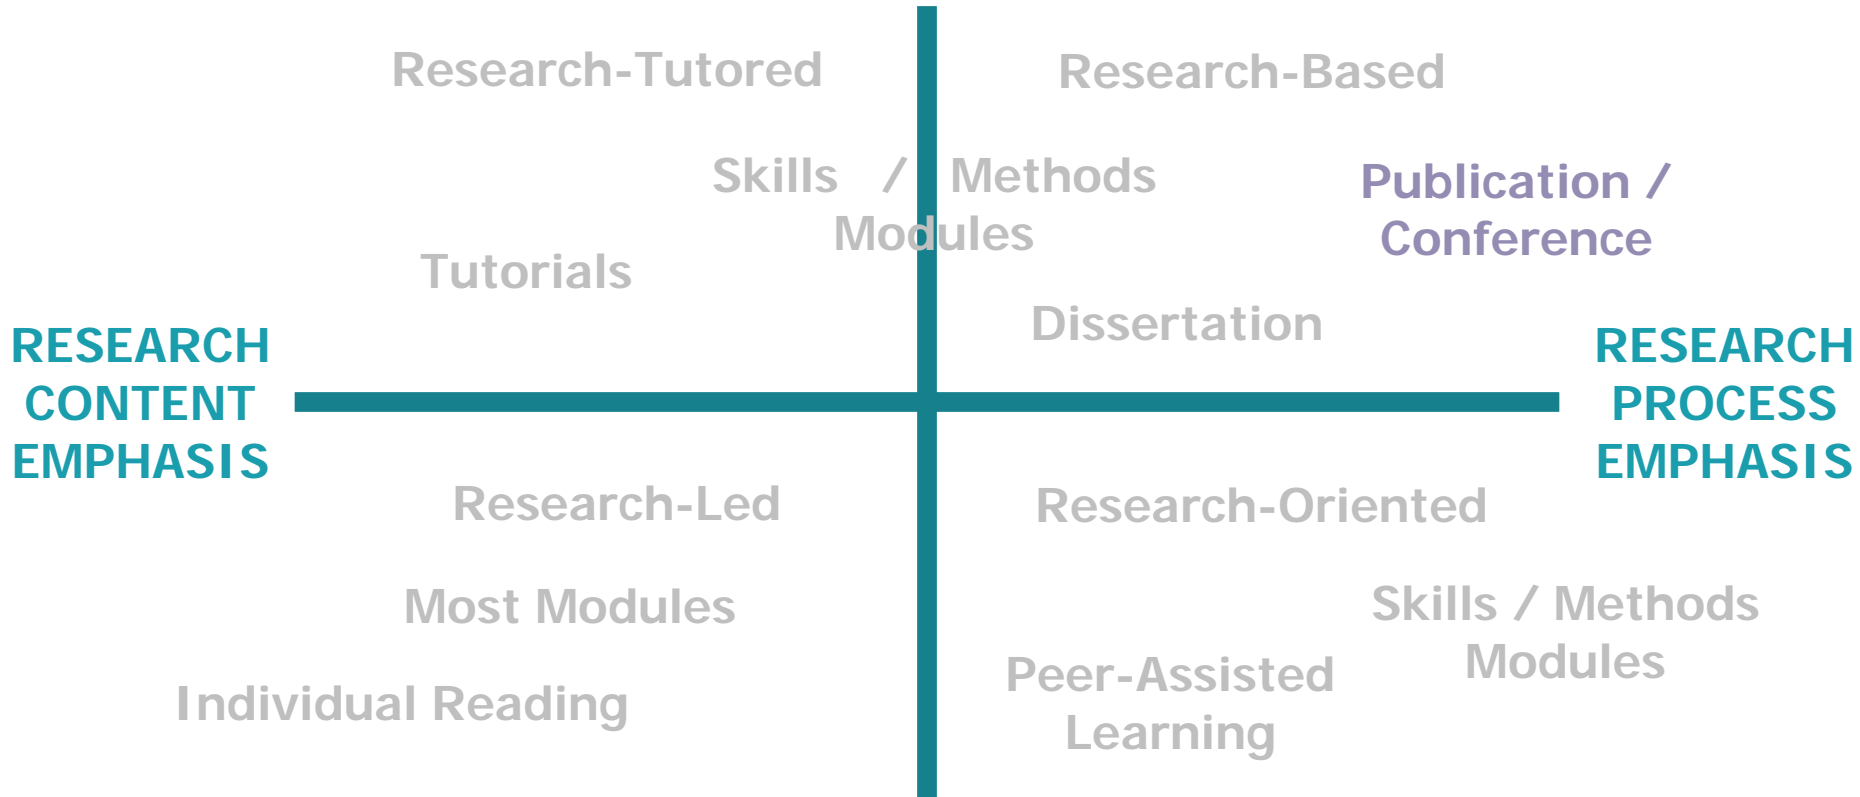 Research-Tutored
Research-Based
Skills / Methods
Modules
Publication /
Conference
Tutorials
Dissertation
RESEARCH
CONTENT
EMPHASIS
RESEARCH
PROCESS
EMPHASIS
Research-Led
Research-Oriented
Most Modules
Skills / Methods
Modules
Individual Reading
Peer-Assisted
Learning